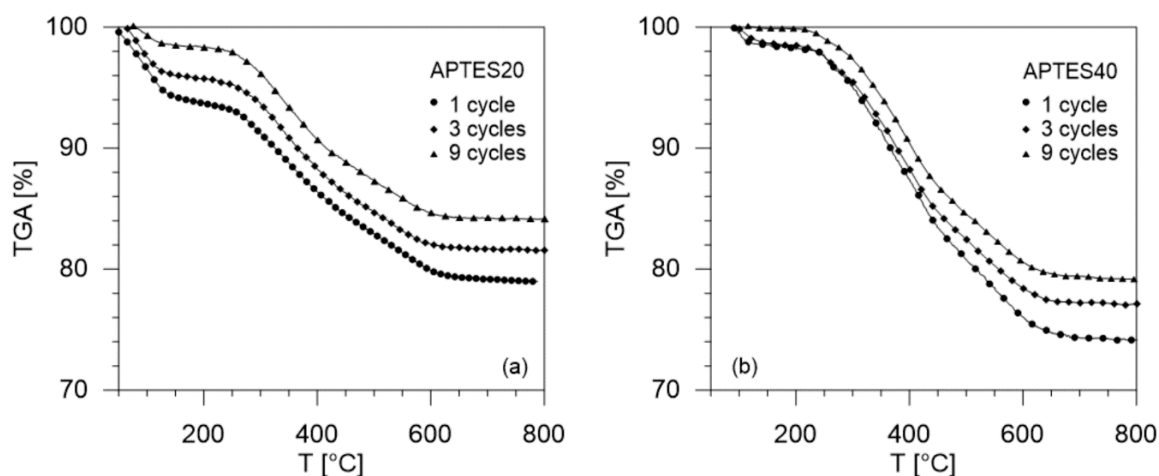 TGA [%]
100
90
80
70
200
400
600
800
T [°C]
APTES20
1 cycle
3 cycles
9 cycles
(a)
TGA [%]
100
90
80
70
200
400
600
800
T [°C]
APTES40
1 cycle
3 cycles
9 cycles
(b)